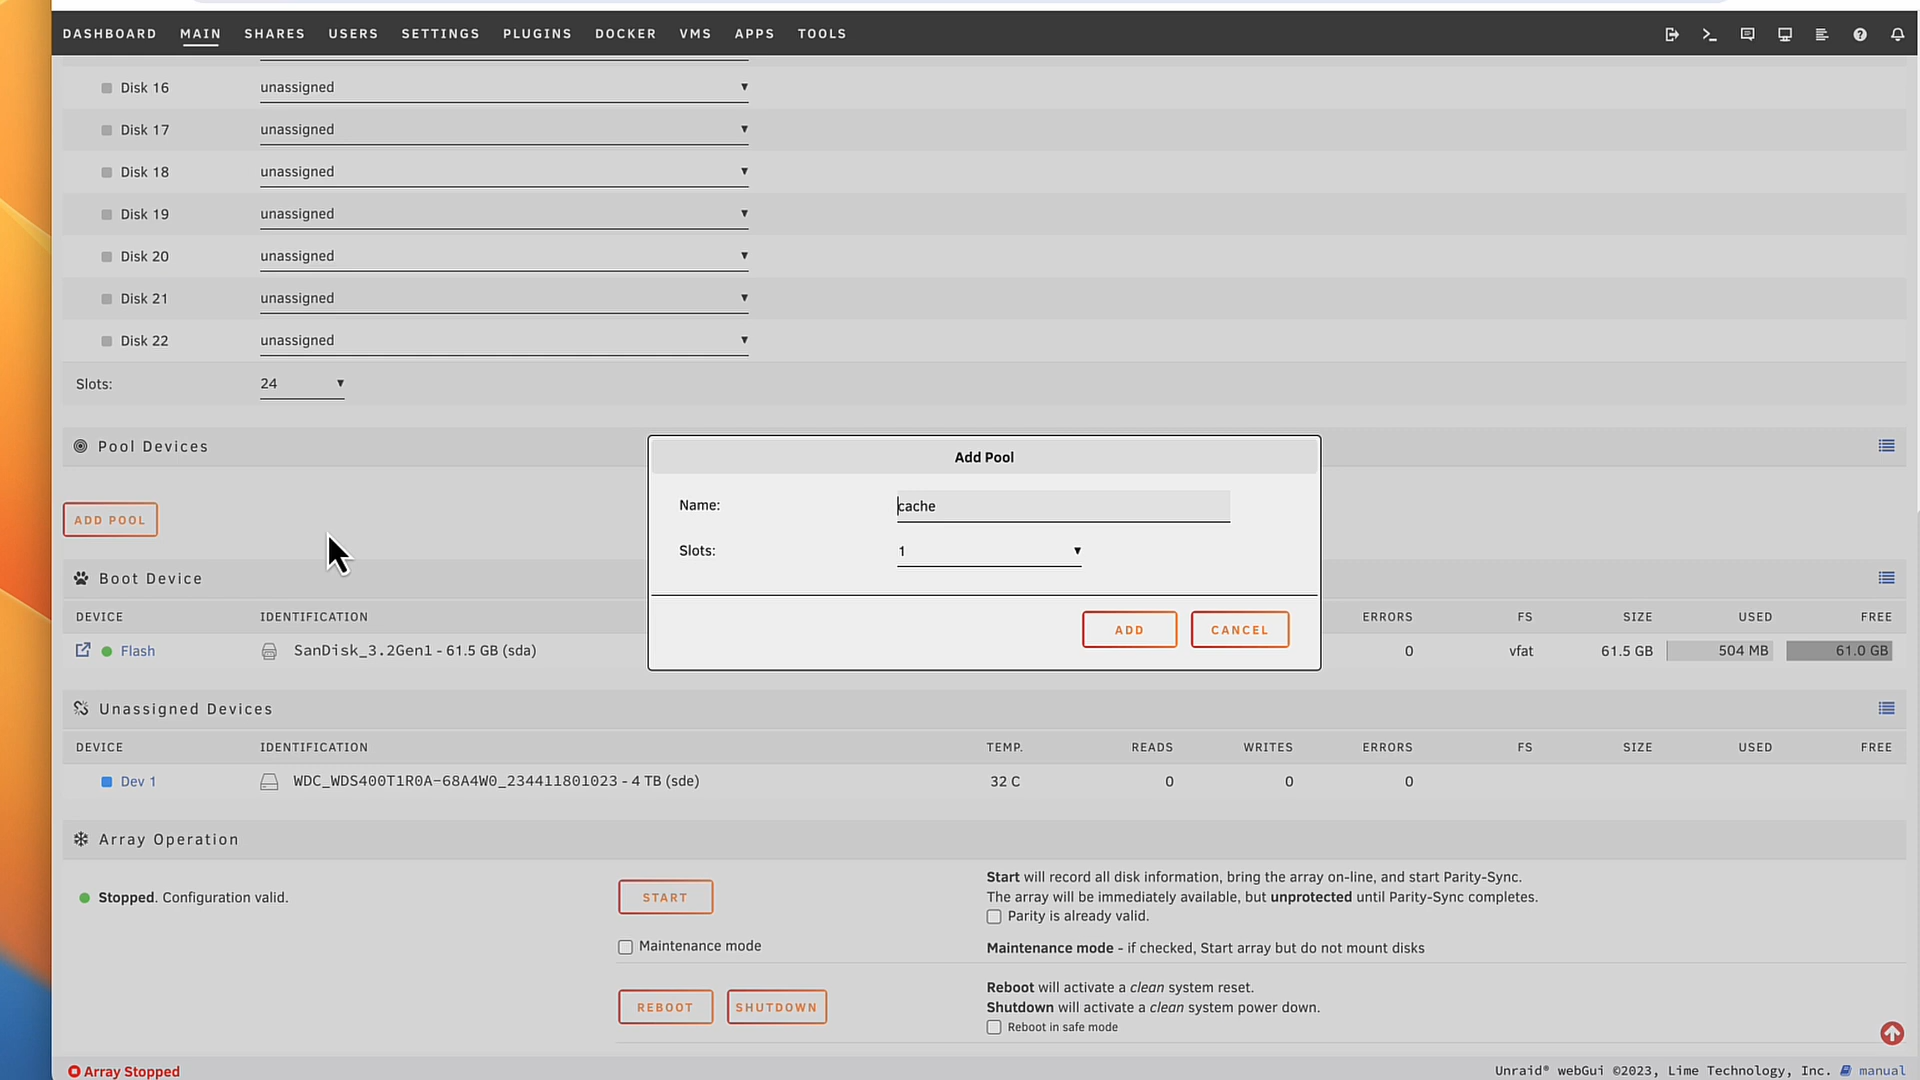 DASHBOARD MAIN SHARES USERS SETTINGS PLUGINS DOCKER VMS APPS TOOLS
Disk 16 unassigned
Disk 17 unassigned
Disk 18 unassigned
Disk 19 unassigned
Disk 20 unassigned
Disk 21 unassigned
Disk 22 unassigned
Slots: 24
Pool Devices
ADD POOL
Add Pool
Name: cache
Slots: 1
ADD CANCEL
Boot Device
DEVICE IDENTIFICATION ERRORS FS SIZE USED FREE
Flash SanDisk_3.2Gen1 - 61.5 GB (sda) 0 vfat 61.5 GB 504 MB 61.0 GB
Unassigned Devices
DEVICE IDENTIFICATION TEMP. READS WRITES ERRORS FS SIZE USED FREE
Dev 1 WDC_WDS400T1R0A-68A4W0_234411801023 - 4 TB (sde) 32 C 0 0 0
Array Operation
Stopped. Configuration valid.
START
Start will record all disk information, bring the array on-line, and start Parity-Sync.
The array will be immediately available, but unprotected until Parity-Sync completes.
Parity is already valid.
Maintenance mode
Maintenance mode - if checked, Start array but do not mount disks
REBOOT SHUTDOWN
Reboot will activate a clean system reset.
Shutdown will activate a clean system power down.
Reboot in safe mode
Array Stopped
Unraid® webGui ©2023, Lime Technology, Inc. manual